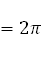 = 2π